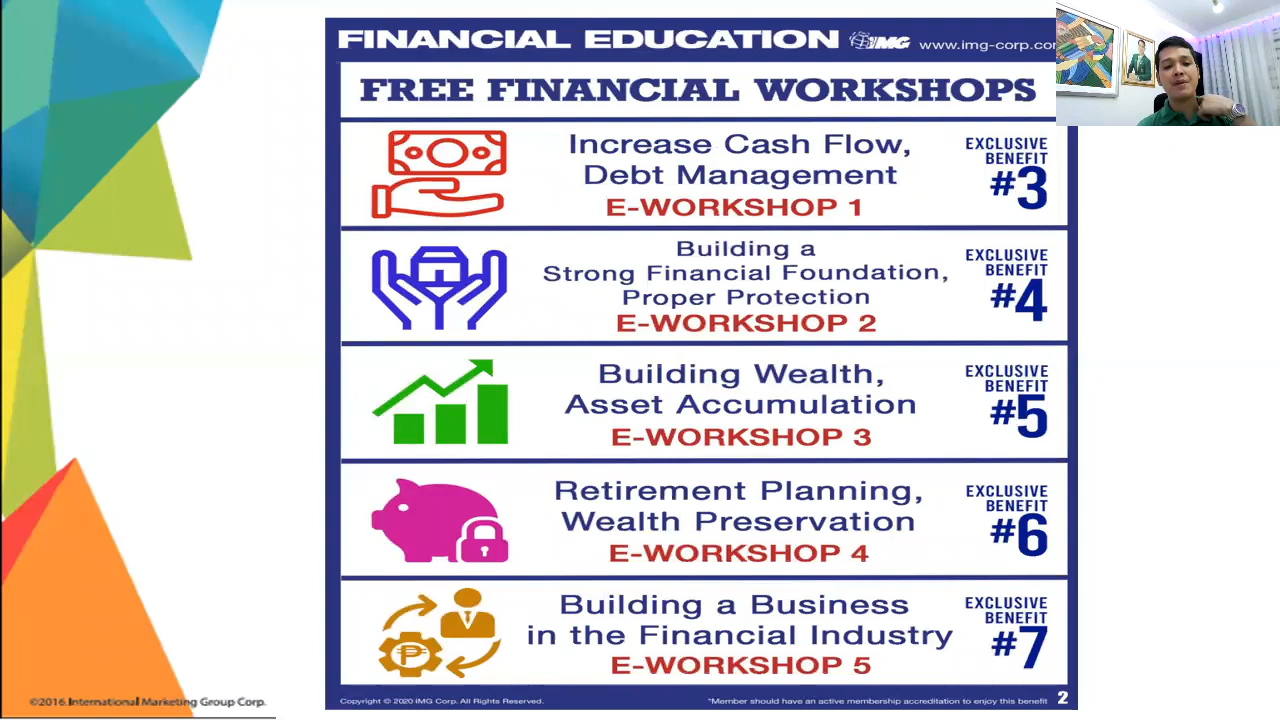 FINANCIAL EDUCATION IMG www.img-corp.com
FREE FINANCIAL WORKSHOPS
Increase Cash Flow,
Debt Management
E-WORKSHOP 1
EXCLUSIVE
BENEFIT
#3
Building a
Strong Financial Foundation,
Proper Protection
E-WORKSHOP 2
EXCLUSIVE
BENEFIT
#4
Building Wealth,
Asset Accumulation
E-WORKSHOP 3
EXCLUSIVE
BENEFIT
#5
Retirement Planning,
Wealth Preservation
E-WORKSHOP 4
EXCLUSIVE
BENEFIT
#6
Building a Business
in the Financial Industry
E-WORKSHOP 5
EXCLUSIVE
BENEFIT
#7
₱
©2016 International Marketing Group Corp.
Copyright © 2020 IMG Corp. All Rights Reserved.
*Member should have an active membership accreditation to enjoy this benefit 2